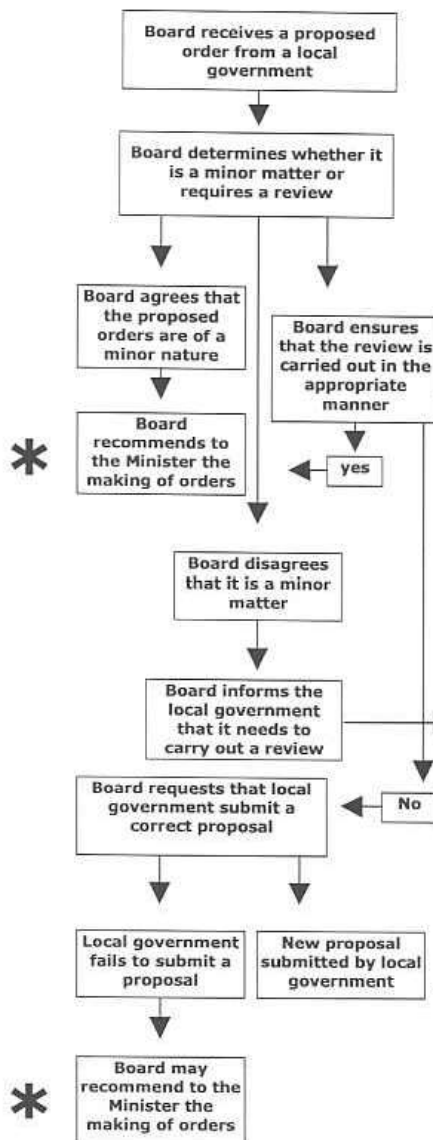 Board receives a proposed
order from a local
government
Board determines whether it
is a minor matter or
requires a review
Board agrees that
the proposed
orders are of a
minor nature
Board ensures
that the review is
carried out in the
appropriate
manner
Board
recommends to
the Minister the
making of orders
yes
Board disagrees
that it is a minor
matter
Board informs the
local government
that it needs to
carry out a review
Board requests that local
government submit a
correct proposal
No
Local government
fails to submit a
proposal
New proposal
submitted by local
government
Board may
recommend to the
Minister the
making of orders